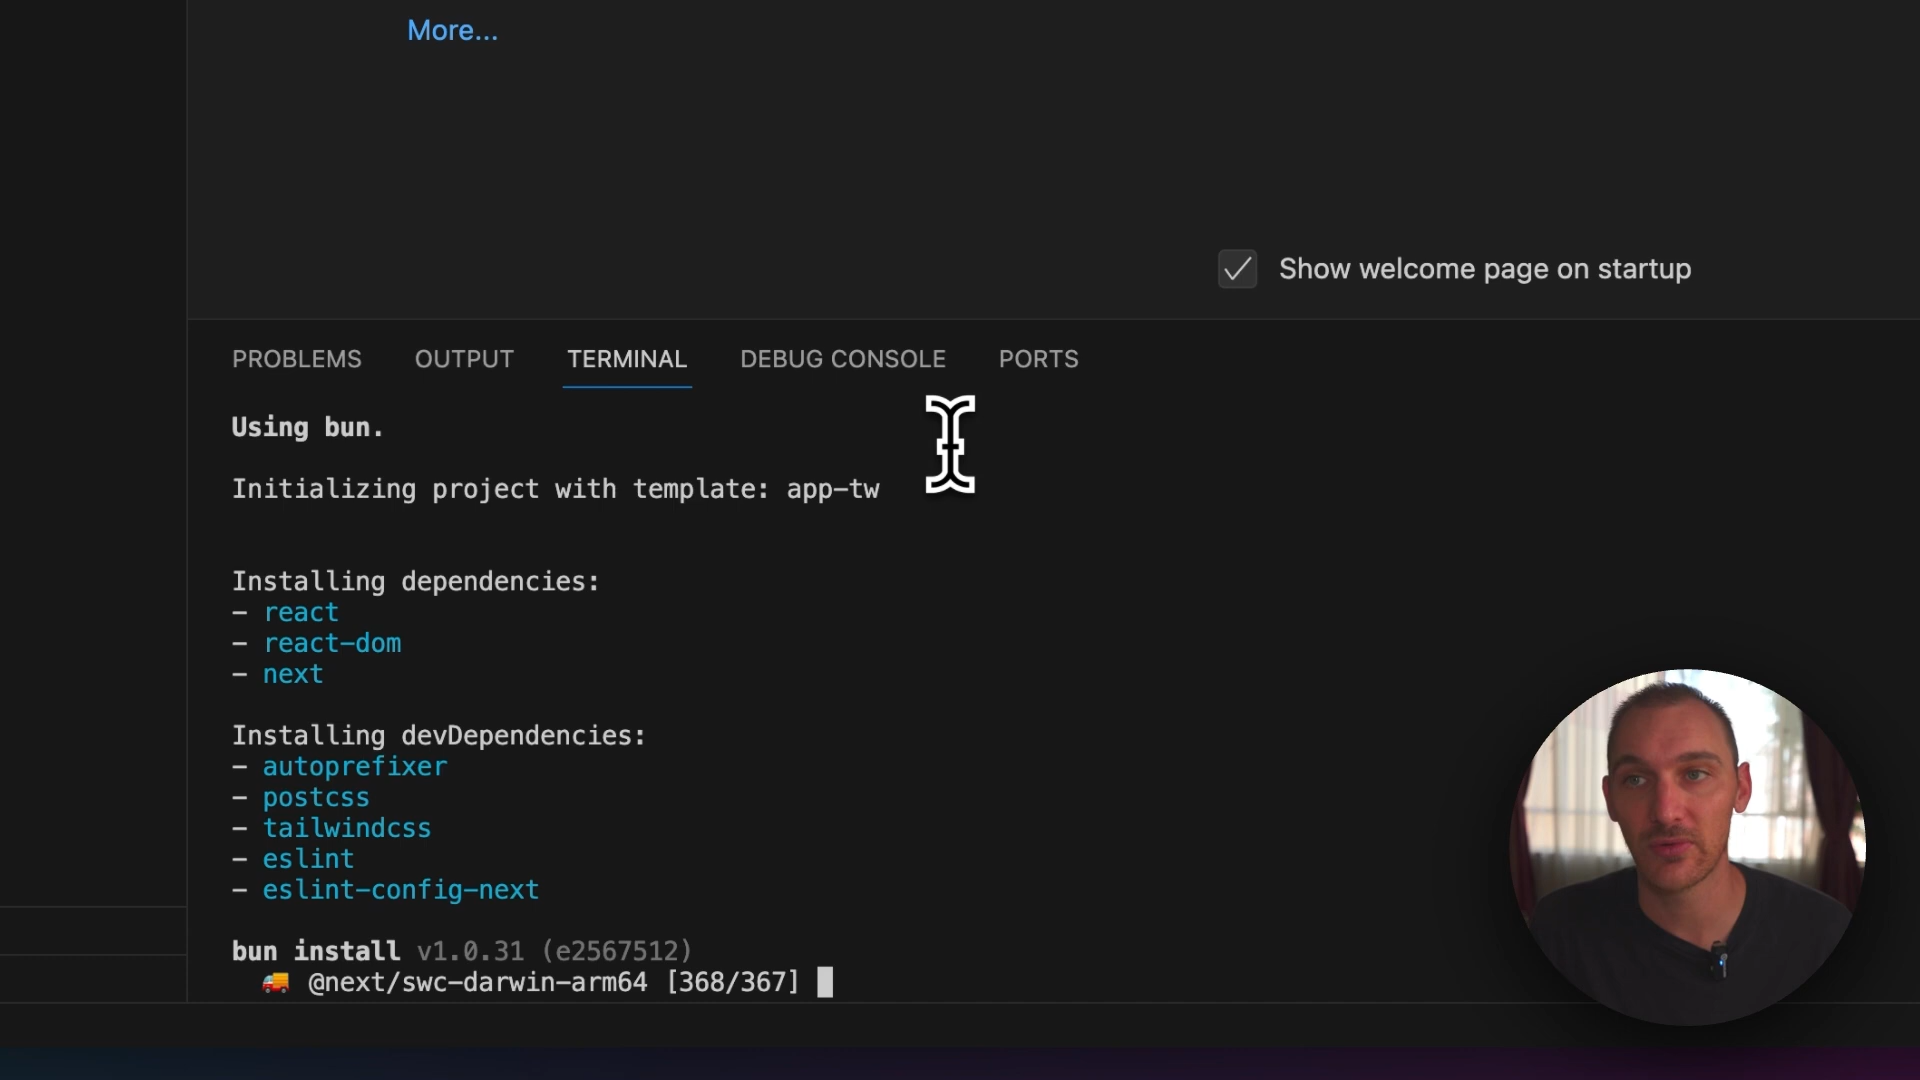 More...
Show welcome page on startup
PROBLEMS OUTPUT TERMINAL DEBUG CONSOLE PORTS
Using bun.
Initializing project with template: app-tw
Installing dependencies:
- react
- react-dom
- next
Installing devDependencies:
- autoprefixer
- postcss
- tailwindcss
- eslint
- eslint-config-next
bun install v1.0.31 (e2567512)
🚚 @next/swc-darwin-arm64 [368/367]